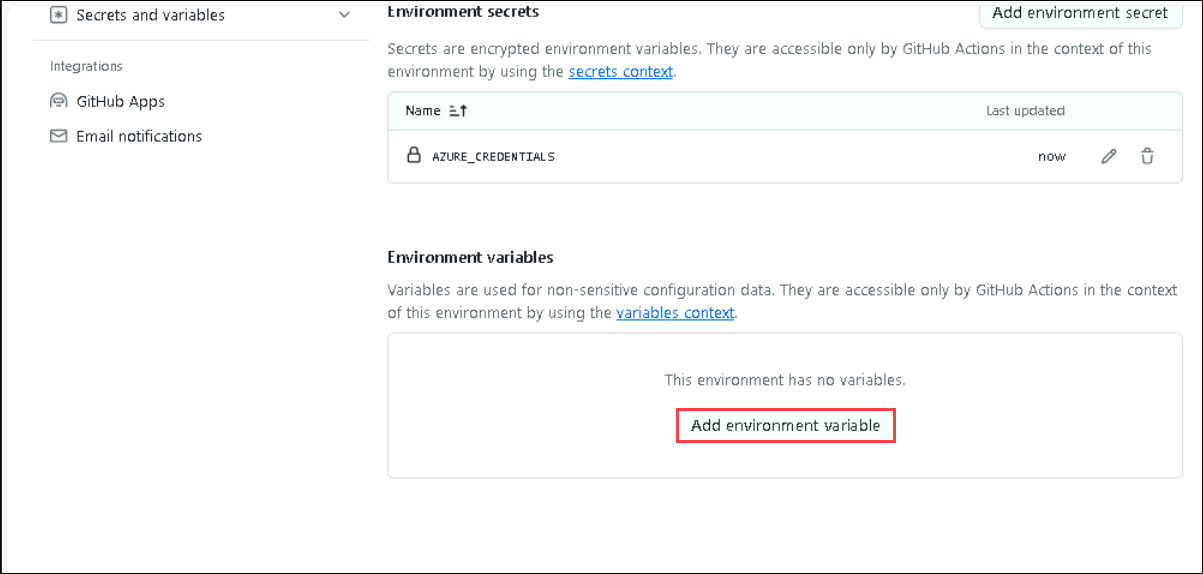 Secrets and variables
Integrations
GitHub Apps
Email notifications
Environment secrets
Add environment secret
Secrets are encrypted environment variables. They are accessible only by GitHub Actions in the context of this
environment by using the secrets context.
Name
Last updated
AZURE_CREDENTIALS
now
Environment variables
Variables are used for non-sensitive configuration data. They are accessible only by GitHub Actions in the context
of this environment by using the variables context.
This environment has no variables.
Add environment variable